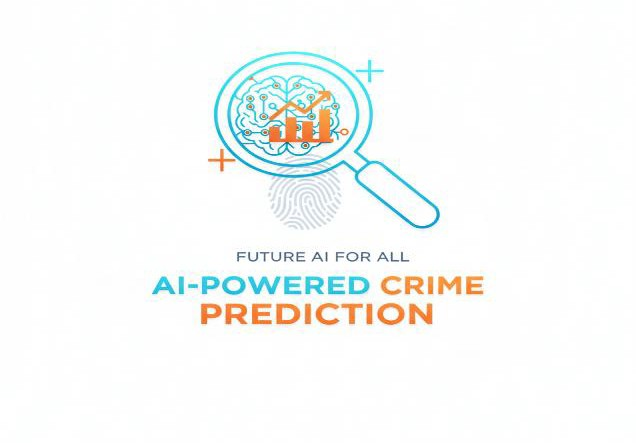 FUTURE AI FOR ALL
AI-POWERED CRIME
PREDICTION